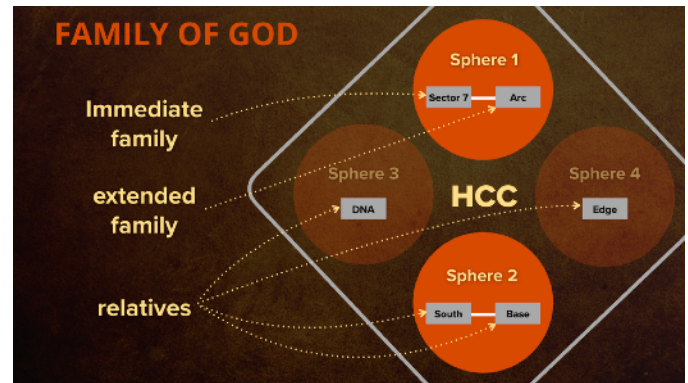 FAMILY OF GOD
Sphere 1
Sector 7
Arc
Immediate
family
Sphere 3
Sphere 4
extended
family
HCC
DNA
Edge
Sphere 2
relatives
South
Base